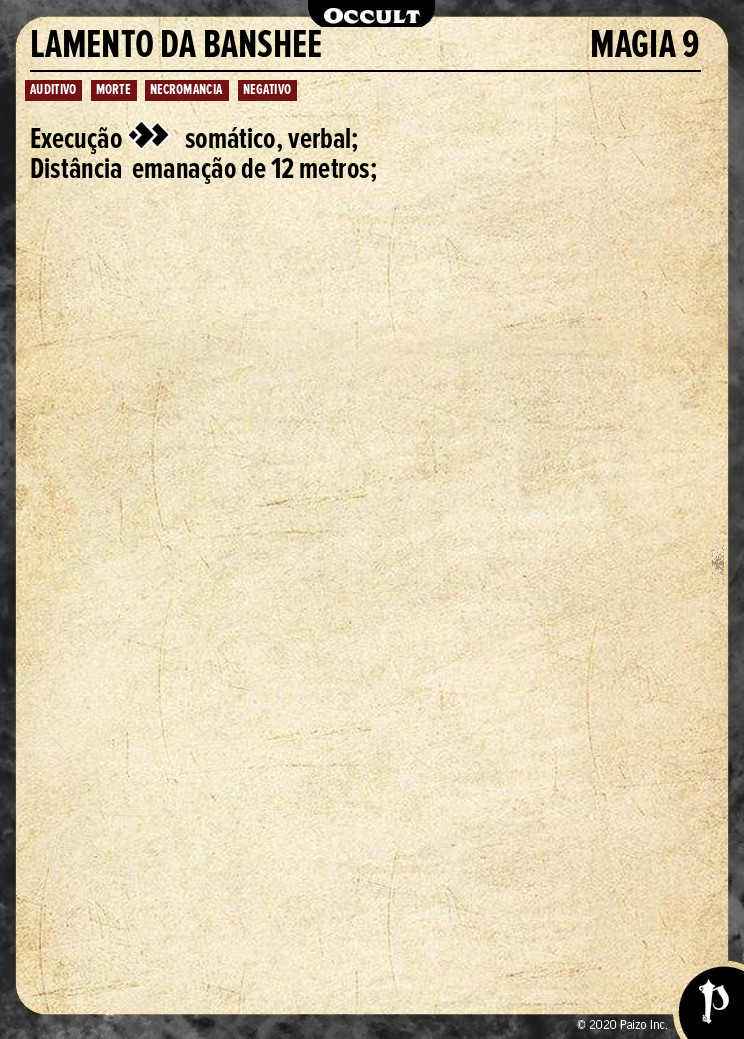 OCCULT
LAMENTO DA BANSHEE MAGIA 9
AUDITIVO MORTE NECROMANCIA NEGATIVO
Execução somático, verbal;
Distância emanação de 12 metros;
© 2020 Paizo Inc.
P